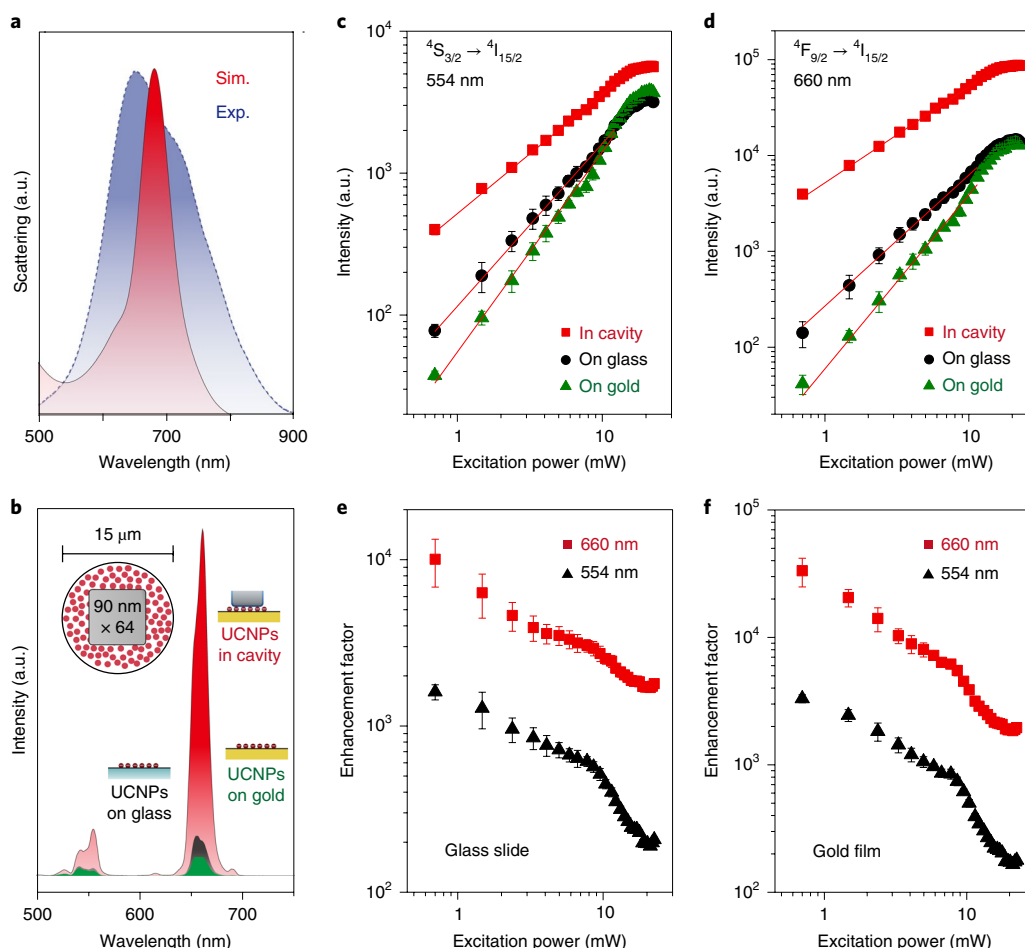 a
Sim.
Exp.
Scattering (a.u.)
500
700
900
Wavelength (nm)
b
15 μm
90 nm
× 64
UCNPs
in cavity
UCNPs
on glass
UCNPs
on gold
Intensity (a.u.)
500
600
700
Wavelength (nm)
c
⁴S₃/₂ → ⁴I₁₅/₂
554 nm
10³
10²
Intensity (a.u.)
In cavity
On glass
On gold
1
10
Excitation power (mW)
d
⁴F₉/₂ → ⁴I₁₅/₂
660 nm
10⁵
10⁴
10³
10²
Intensity (a.u.)
In cavity
On glass
On gold
1
10
Excitation power (mW)
e
660 nm
554 nm
10⁴
10³
10²
Enhancement factor
Glass slide
1
10
Excitation power (mW)
f
660 nm
554 nm
10⁵
10⁴
10³
10²
Enhancement factor
Gold film
1
10
Excitation power (mW)